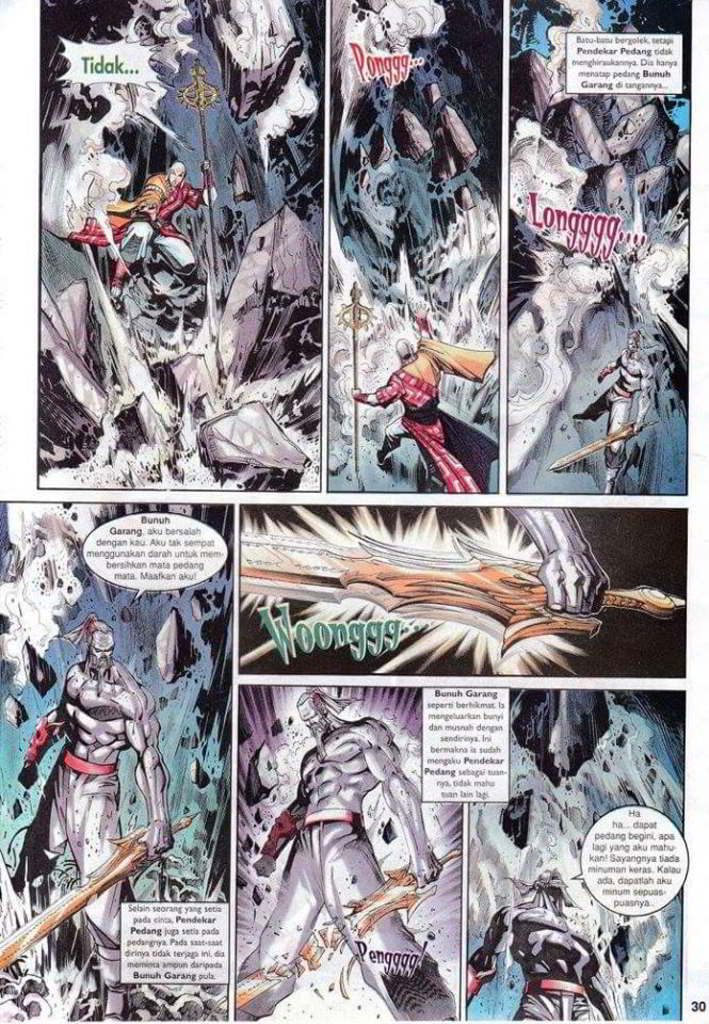 Tidak...
Ponggg...
Batu-batu bergolek, tetapi
Pendekar Pedang tidak
menghiraukannya. Dia hanya
menatap pedang Bunuh
Garang di tangannya...
Longggg....
Bunuh
Garang, aku bersalah
dengan kau. Aku tak sempat
menggunakan darah untuk mem-
bersihkan mata pedang
mata. Maafkan aku!
Woonggg...
Selain seorang yang setia
pada cinta, Pendekar
Pedang juga setia pada
pedangnya. Pada saat-saat
dirinya tidak terjaga ini, dia
meminta ampun daripada
Bunuh Garang pula.
Bunuh Garang
seperti berhikmat. Ia
mengeluarkan bunyi
dan musnah dengan
sendirinya. Ini
bermakna ia sudah
mengaku Pendekar
Pedang sebagai tuan-
nya, tidak mahu
tuan lain lagi.
Pengggg!
Ha
ha... dapat
pedang begini, apa
lagi yang aku mahu-
kan! Sayangnya tiada
minuman keras. Kalau
ada, dapatlah aku
minum sepuas-
puasnya..
30